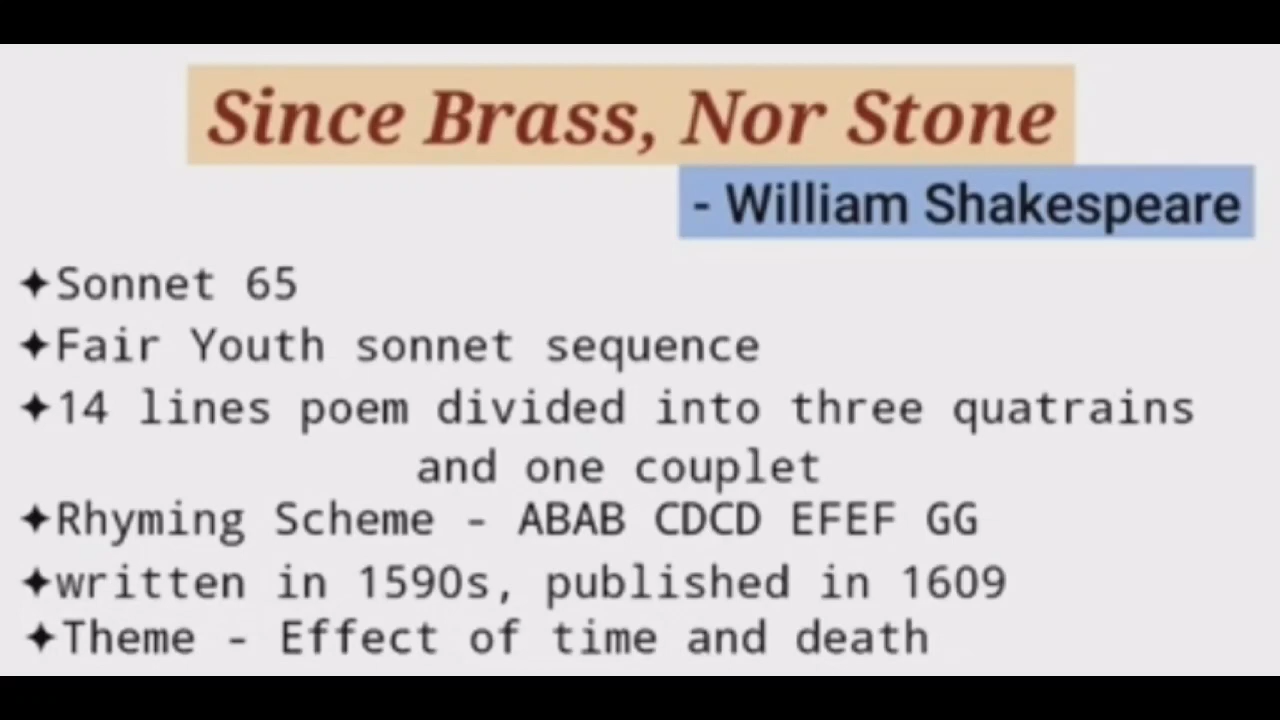 Since Brass, Nor Stone
- William Shakespeare
✦Sonnet 65
✦Fair Youth sonnet sequence
✦14 lines poem divided into three quatrains
and one couplet
✦Rhyming Scheme - ABAB CDCD EFEF GG
✦written in 1590s, published in 1609
✦Theme - Effect of time and death